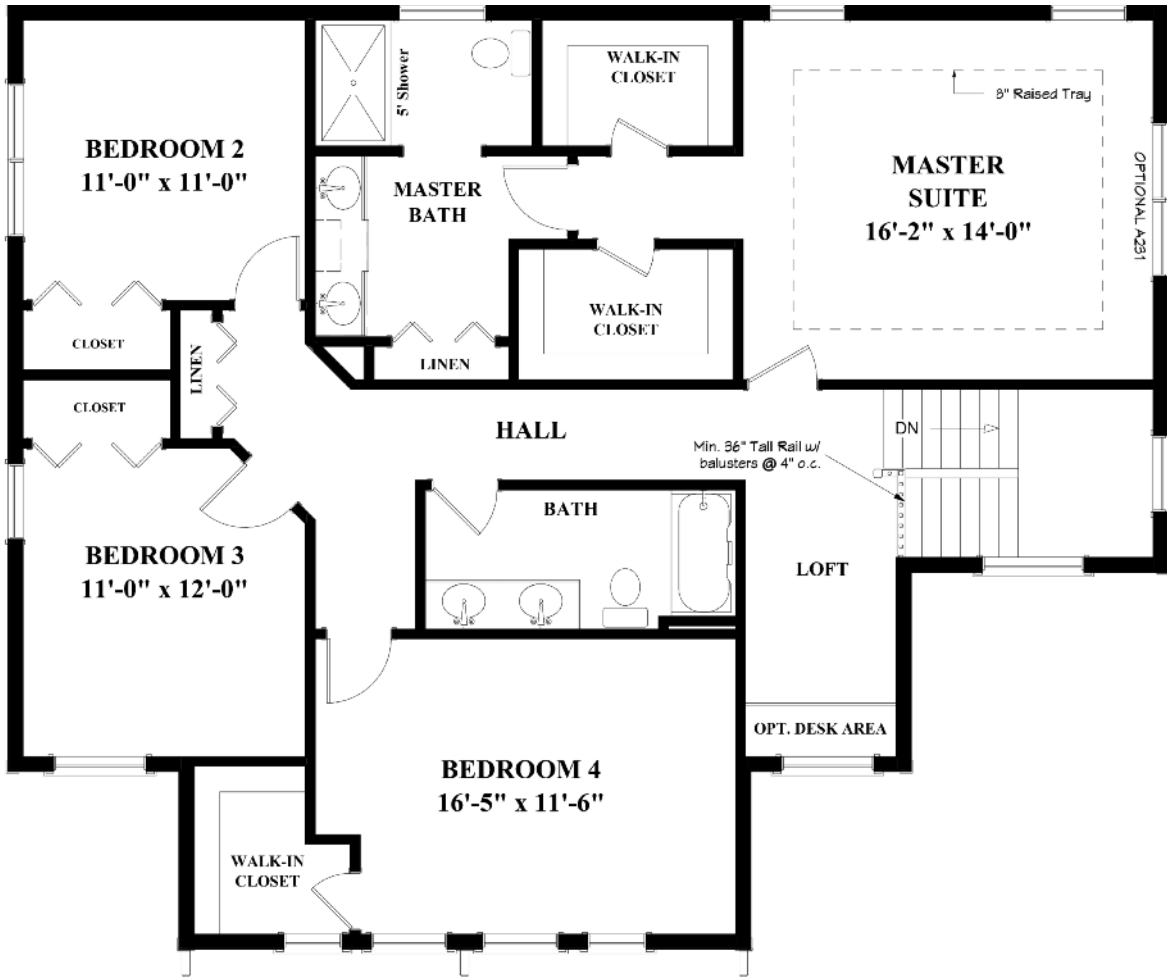 5' Shower
WALK-IN
CLOSET
8" Raised Tray
BEDROOM 2
11'-0" x 11'-0"
MASTER
BATH
MASTER
SUITE
16'-2" x 14'-0"
OPTIONAL A231
WALK-IN
CLOSET
CLOSET
LINEN
LINEN
CLOSET
HALL
DN
Min. 36" Tall Rail w/
balusters @ 4" o.c.
BATH
BEDROOM 3
11'-0" x 12'-0"
LOFT
OPT. DESK AREA
BEDROOM 4
16'-5" x 11'-6"
WALK-IN
CLOSET